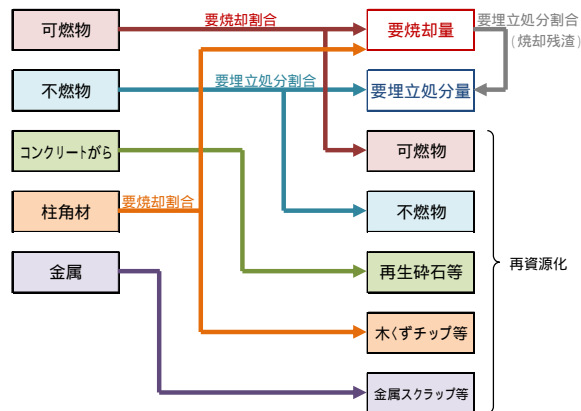 可燃物
要焼却割合
要焼却量
要埋立処分割合
(焼却残渣)
不燃物
要埋立処分割合
要埋立処分量
コンクリートがら
可燃物
柱角材
要焼却割合
不燃物
金属
再生砕石等
再資源化
木くずチップ等
金属スクラップ等